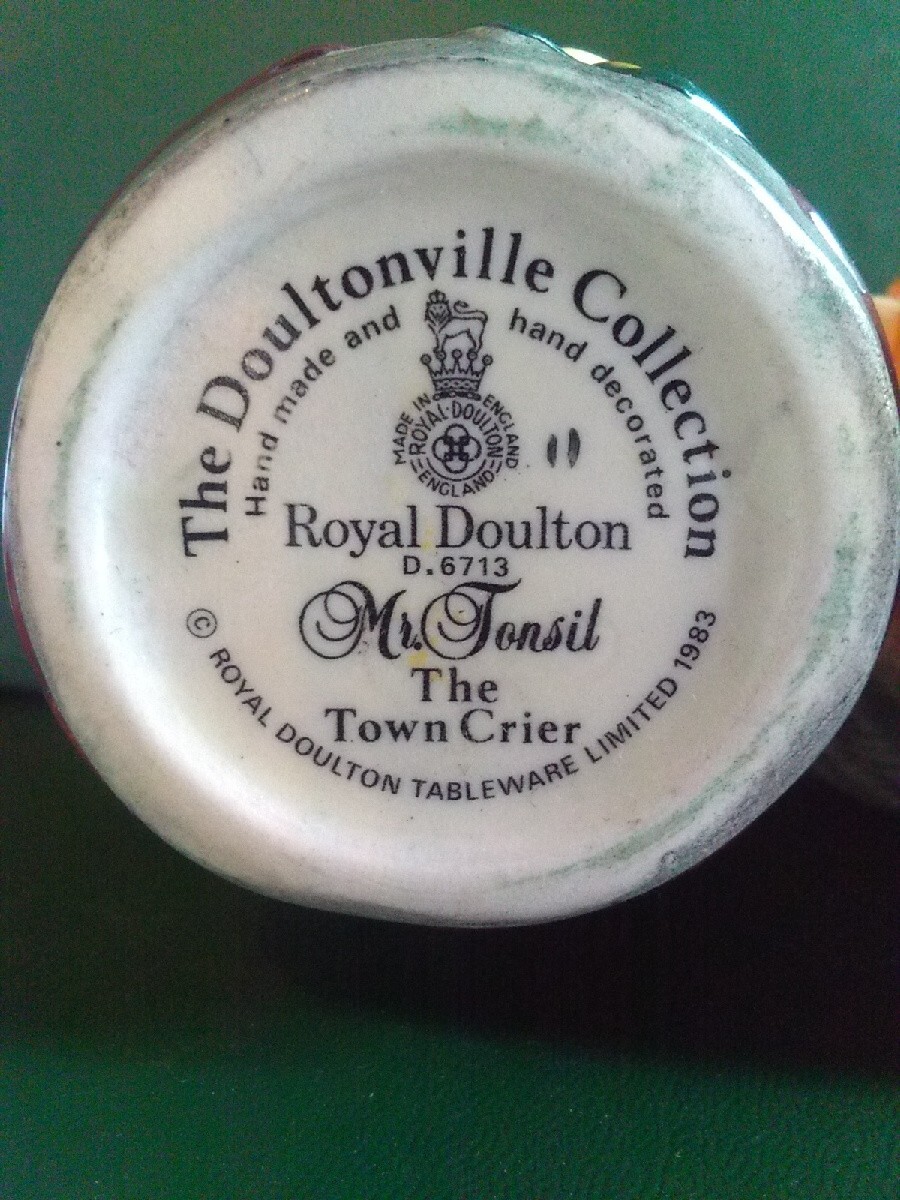 The Doultonville Collection
Hand made and hand decorated
MADE IN ENGLAND
ROYAL·DOULTON
ENGLAND
Royal Doulton
D.6713
Mr. Tonsil
The
Town Crier
© ROYAL DOULTON TABLEWARE LIMITED 1983